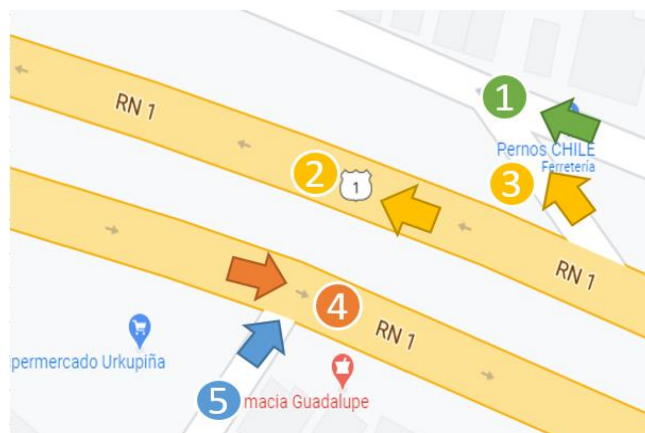 1
RN 1
Pernos CHILE
Ferretería
2
1
3
RN 1
4
RN 1
permercado Urkupiña
5
macia Guadalupe